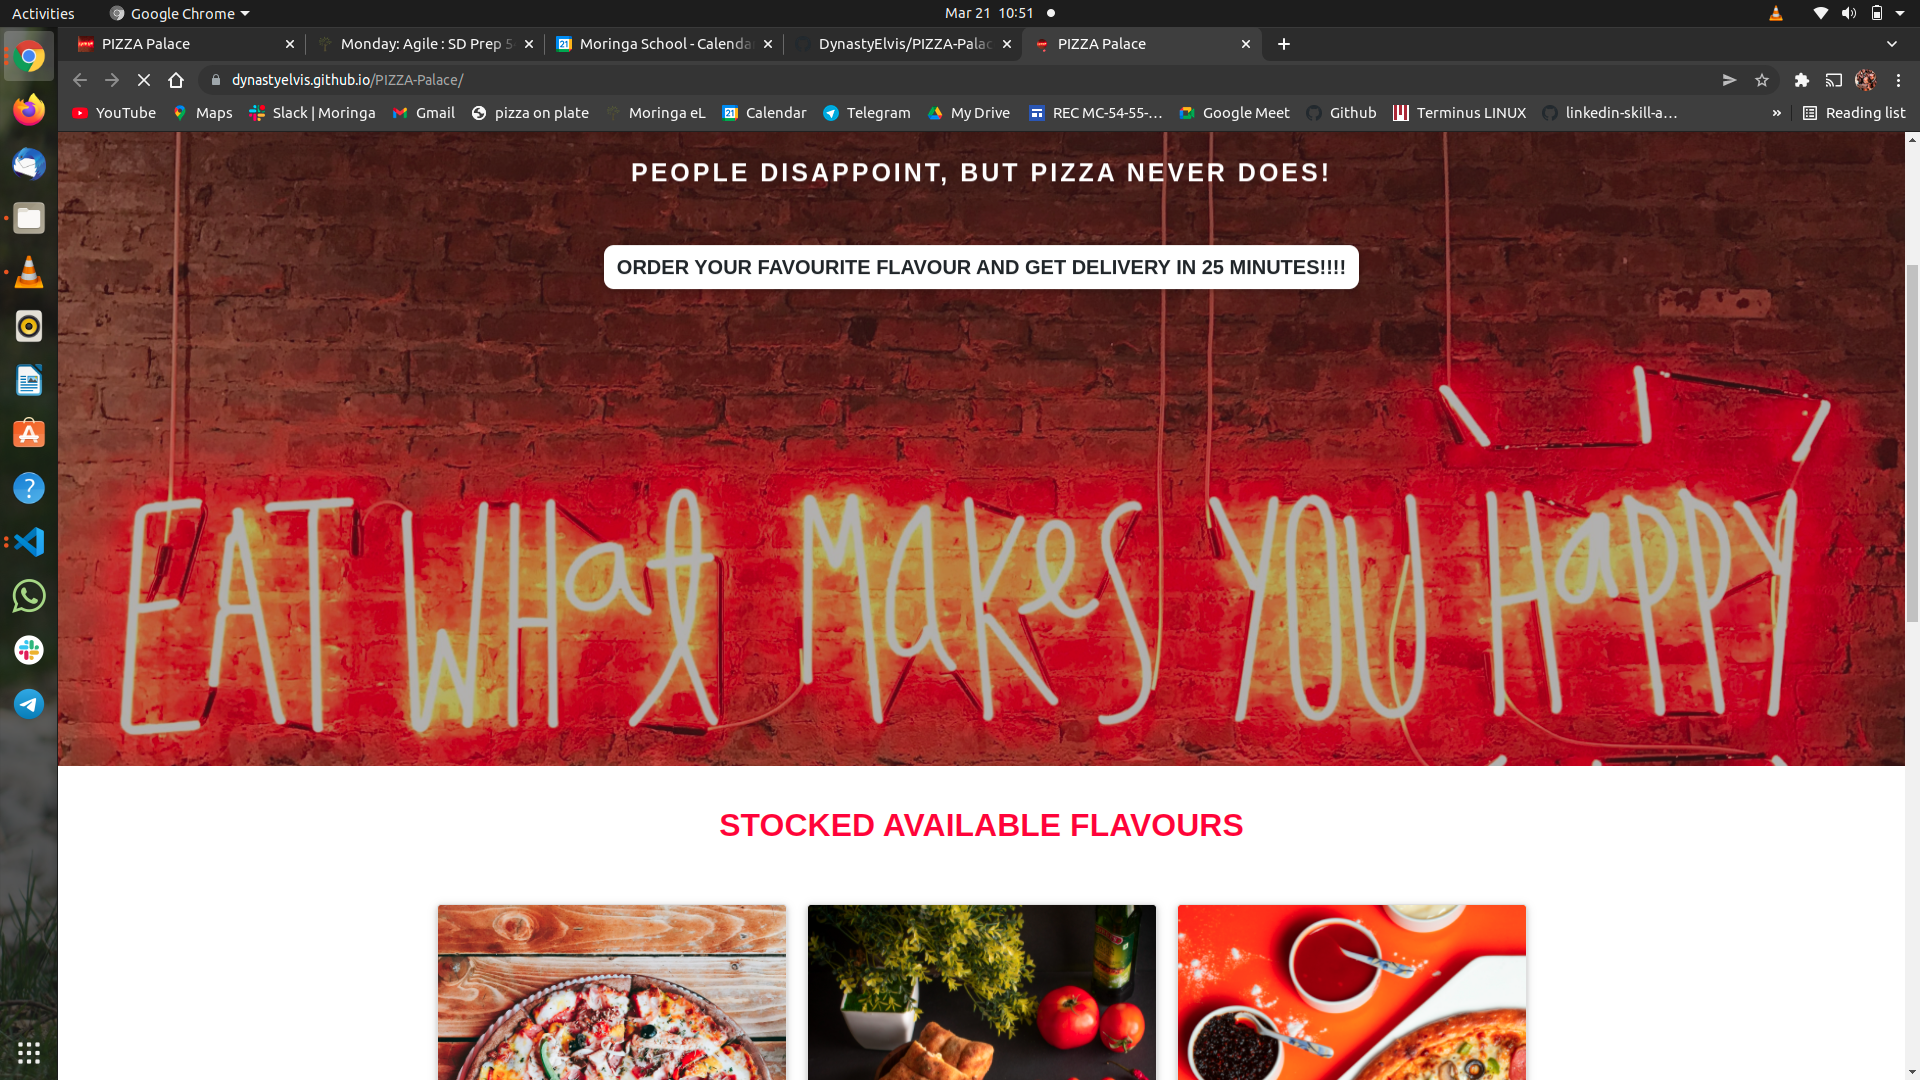 Activities
Google Chrome
Mar 21 10:51
PIZZA Palace
Monday: Agile : SD Prep 5
Moringa School - Calenda
DynastyElvis/PIZZA-Palac
PIZZA Palace
dynastyelvis.github.io/PIZZA-Palace/
YouTube
Maps
Slack | Moringa
Gmail
pizza on plate
Moringa eL
Calendar
Telegram
My Drive
REC MC-54-55-...
Google Meet
Github
Terminus LINUX
linkedin-skill-a...
»
Reading list
PEOPLE DISAPPOINT, BUT PIZZA NEVER DOES!
ORDER YOUR FAVOURITE FLAVOUR AND GET DELIVERY IN 25 MINUTES!!!!
EAT WHat MaKeS YOU HaPPY
STOCKED AVAILABLE FLAVOURS